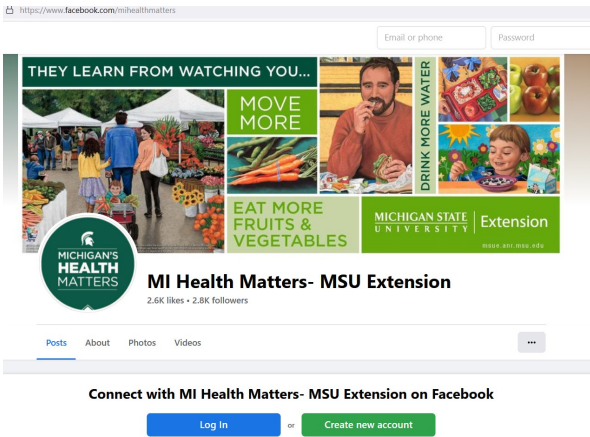 https://www.facebook.com/mihealthmatters
Email or phone
Password
THEY LEARN FROM WATCHING YOU...
MOVE
MORE
DRINK MORE WATER
EAT MORE
FRUITS &
VEGETABLES
MICHIGAN STATE
UNIVERSITY
Extension
msue.anr.msu.edu
MICHIGAN'S
HEALTH
MATTERS
MI Health Matters- MSU Extension
2.6K likes • 2.8K followers
Posts
About
Photos
Videos
...
Connect with MI Health Matters- MSU Extension on Facebook
Log In
or
Create new account